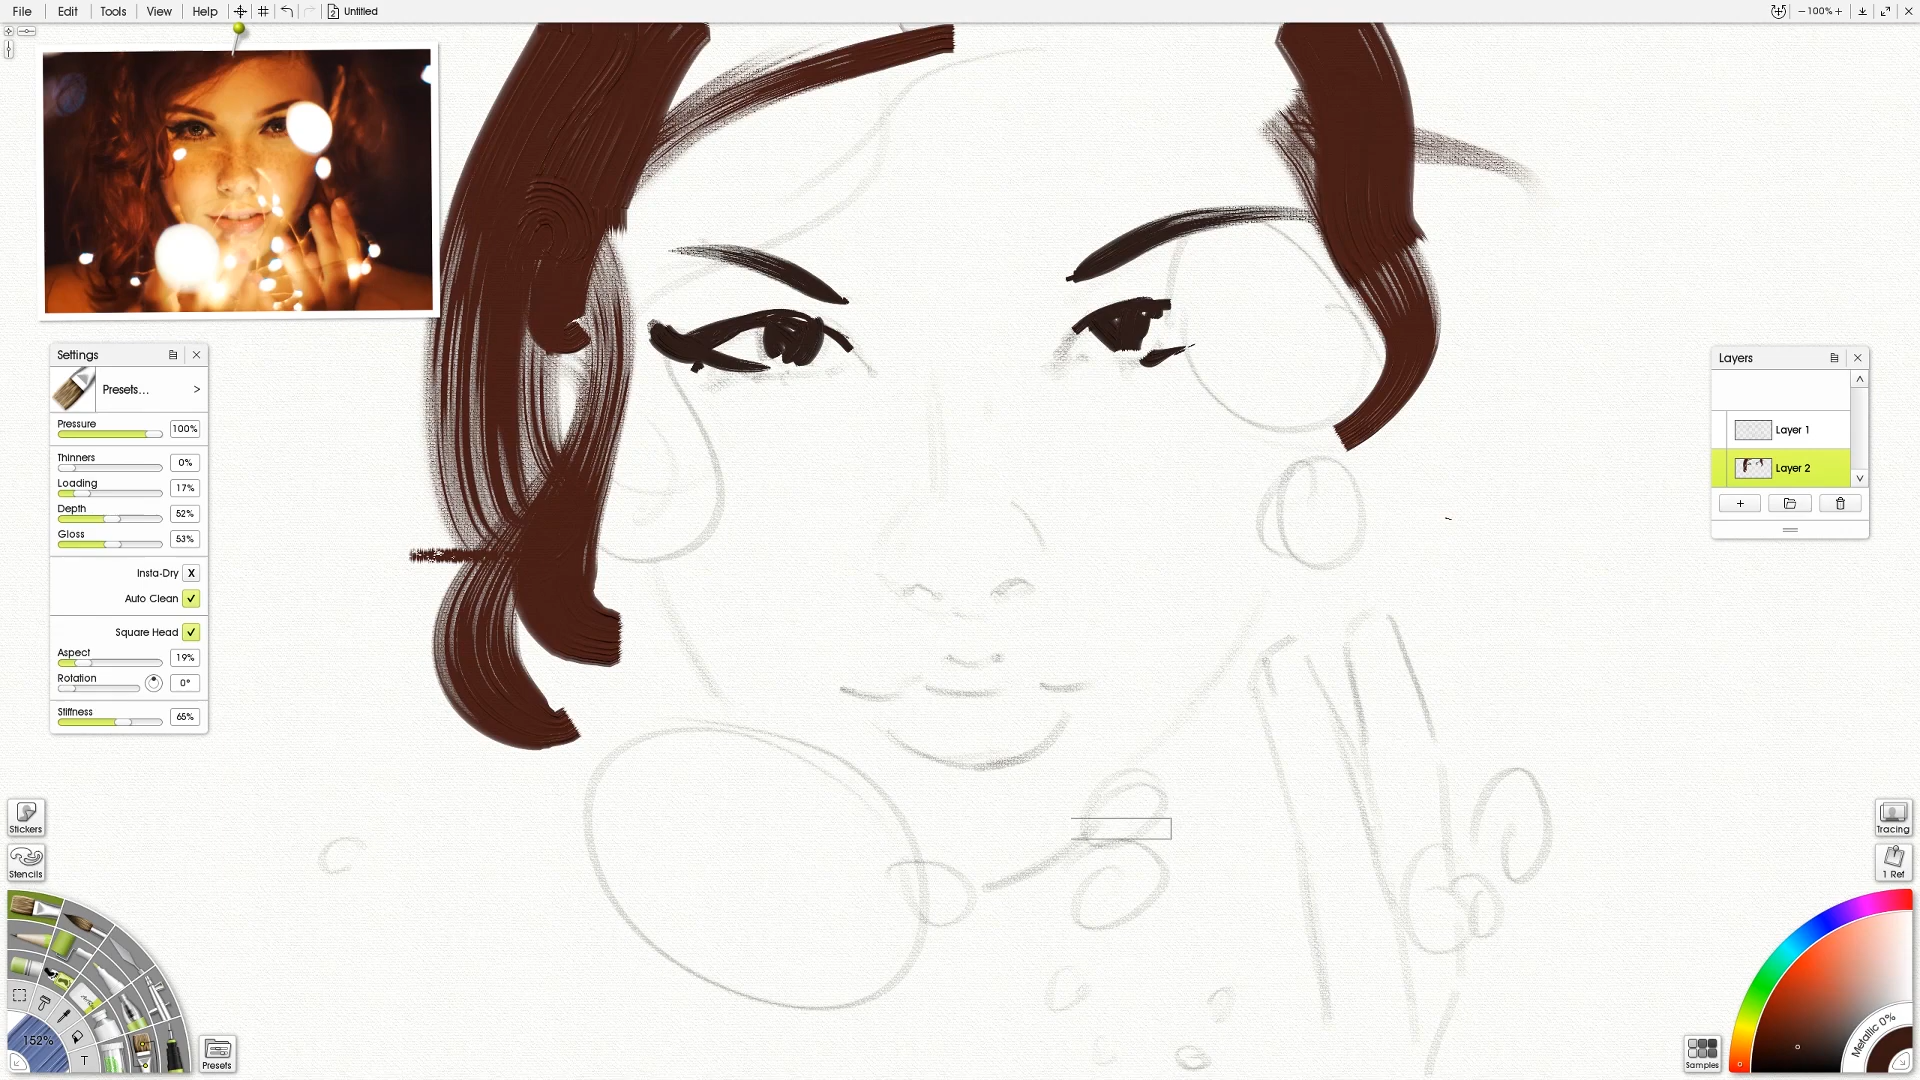 File Edit Tools View Help 2 Untitled − 100% +
Settings
Presets... >
Pressure 100%
Thinners 0%
Loading 17%
Depth 52%
Gloss 53%
Insta-Dry X
Auto Clean ✓
Square Head ✓
Aspect 19%
Rotation 0°
Stiffness 65%
Layers
Layer 1
Layer 2
+
Stickers
Stencils
152%
T
Presets
Tracing
1 Ref
Samples
Metallic 0%